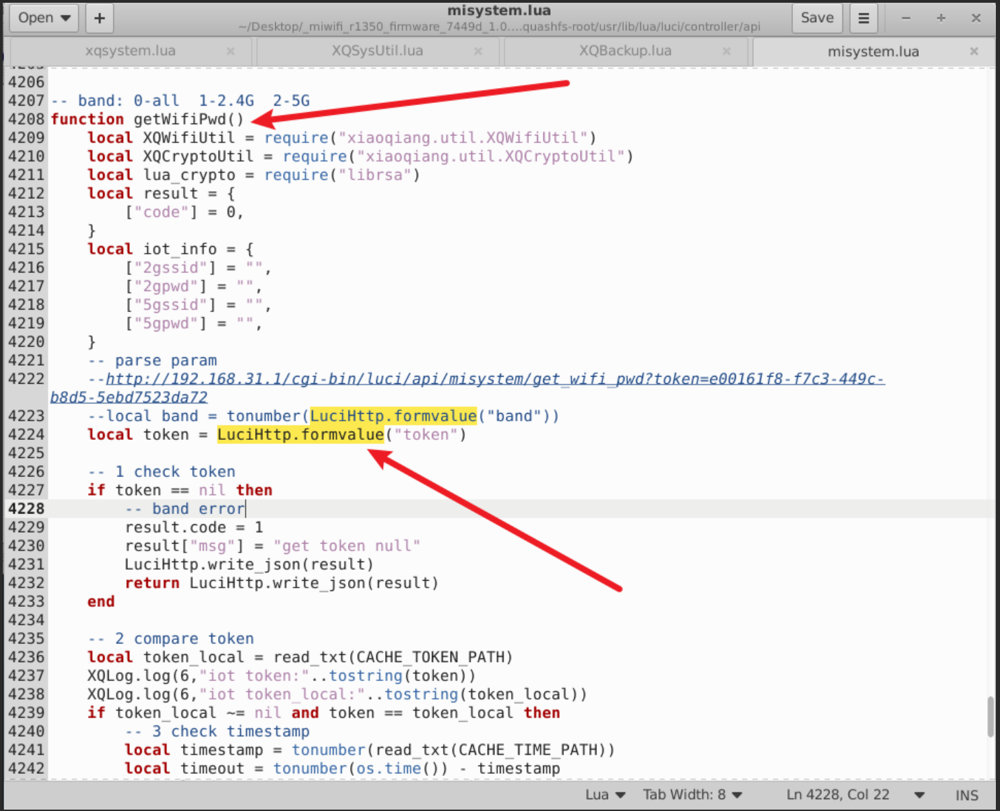 Open
+
misystem.lua
~/Desktop/_miwifi_r1350_firmware_7449d_1.0....quashfs-root/usr/lib/lua/luci/controller/api
Save
xqsystem.lua
XQSysUtil.lua
XQBackup.lua
misystem.lua
4206
4207 -- band: 0-all  1-2.4G  2-5G
4208 function getWifiPwd()
4209     local XQWifiUtil = require("xiaoqiang.util.XQWifiUtil")
4210     local XQCryptoUtil = require("xiaoqiang.util.XQCryptoUtil")
4211     local lua_crypto = require("librsa")
4212     local result = {
4213         ["code"] = 0,
4214     }
4215     local iot_info = {
4216         ["2gssid"] = "",
4217         ["2gpwd"] = "",
4218         ["5gssid"] = "",
4219         ["5gpwd"] = "",
4220     }
4221     -- parse param
4222     --http://192.168.31.1/cgi-bin/luci/api/misystem/get_wifi_pwd?token=e00161f8-f7c3-449c-
b8d5-5ebd7523da72
4223     --local band = tonumber(LuciHttp.formvalue("band"))
4224     local token = LuciHttp.formvalue("token")
4225
4226     -- 1 check token
4227     if token == nil then
4228         -- band error
4229         result.code = 1
4230         result["msg"] = "get token null"
4231         LuciHttp.write_json(result)
4232         return LuciHttp.write_json(result)
4233     end
4234
4235     -- 2 compare token
4236     local token_local = read_txt(CACHE_TOKEN_PATH)
4237     XQLog.log(6,"iot token:"..tostring(token))
4238     XQLog.log(6,"iot token_local:"..tostring(token_local))
4239     if token_local ~= nil and token == token_local then
4240         -- 3 check timestamp
4241         local timestamp = tonumber(read_txt(CACHE_TIME_PATH))
4242         local timeout = tonumber(os.time()) - timestamp
Lua
Tab Width: 8
Ln 4228, Col 22
INS